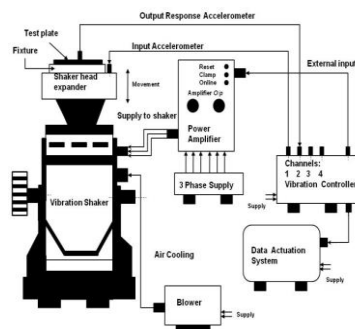 Output Response Accelerometer
Test plate
Fixture
Input Accelerometer
External input
Shaker head
expander
Movement
Reset
Clamp
Online
Amplifier O/p
Supply to shaker
Power
Amplifier
Channels:
1 2 3 4
Vibration Controller
3 Phase Supply
Supply
Vibration Shaker
Data Actuation
System
Air Cooling
Supply
Blower
Supply